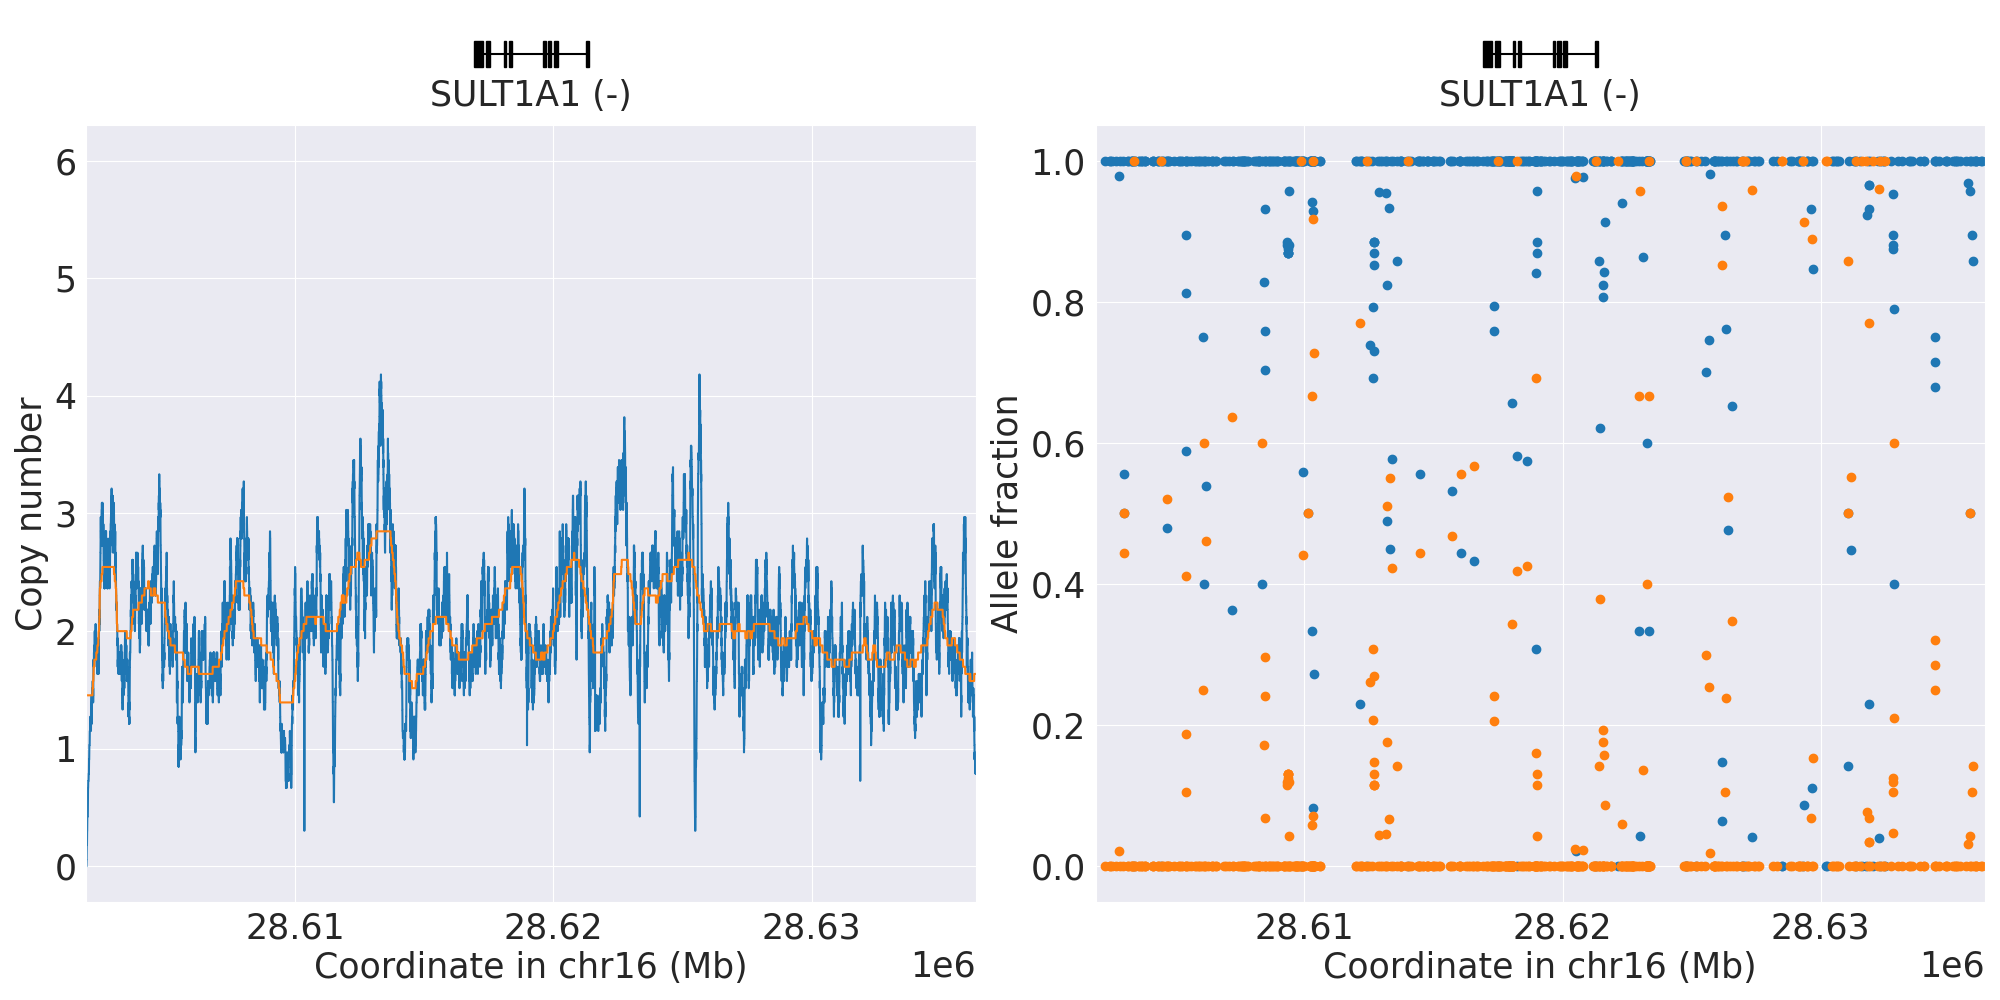 SULT1A1 (-)
6
5
4
3
2
1
0
Copy number
28.61
28.62
28.63
Coordinate in chr16 (Mb)
1e6
SULT1A1 (-)
1.0
0.8
0.6
0.4
0.2
0.0
Allele fraction
28.61
28.62
28.63
Coordinate in chr16 (Mb)
1e6